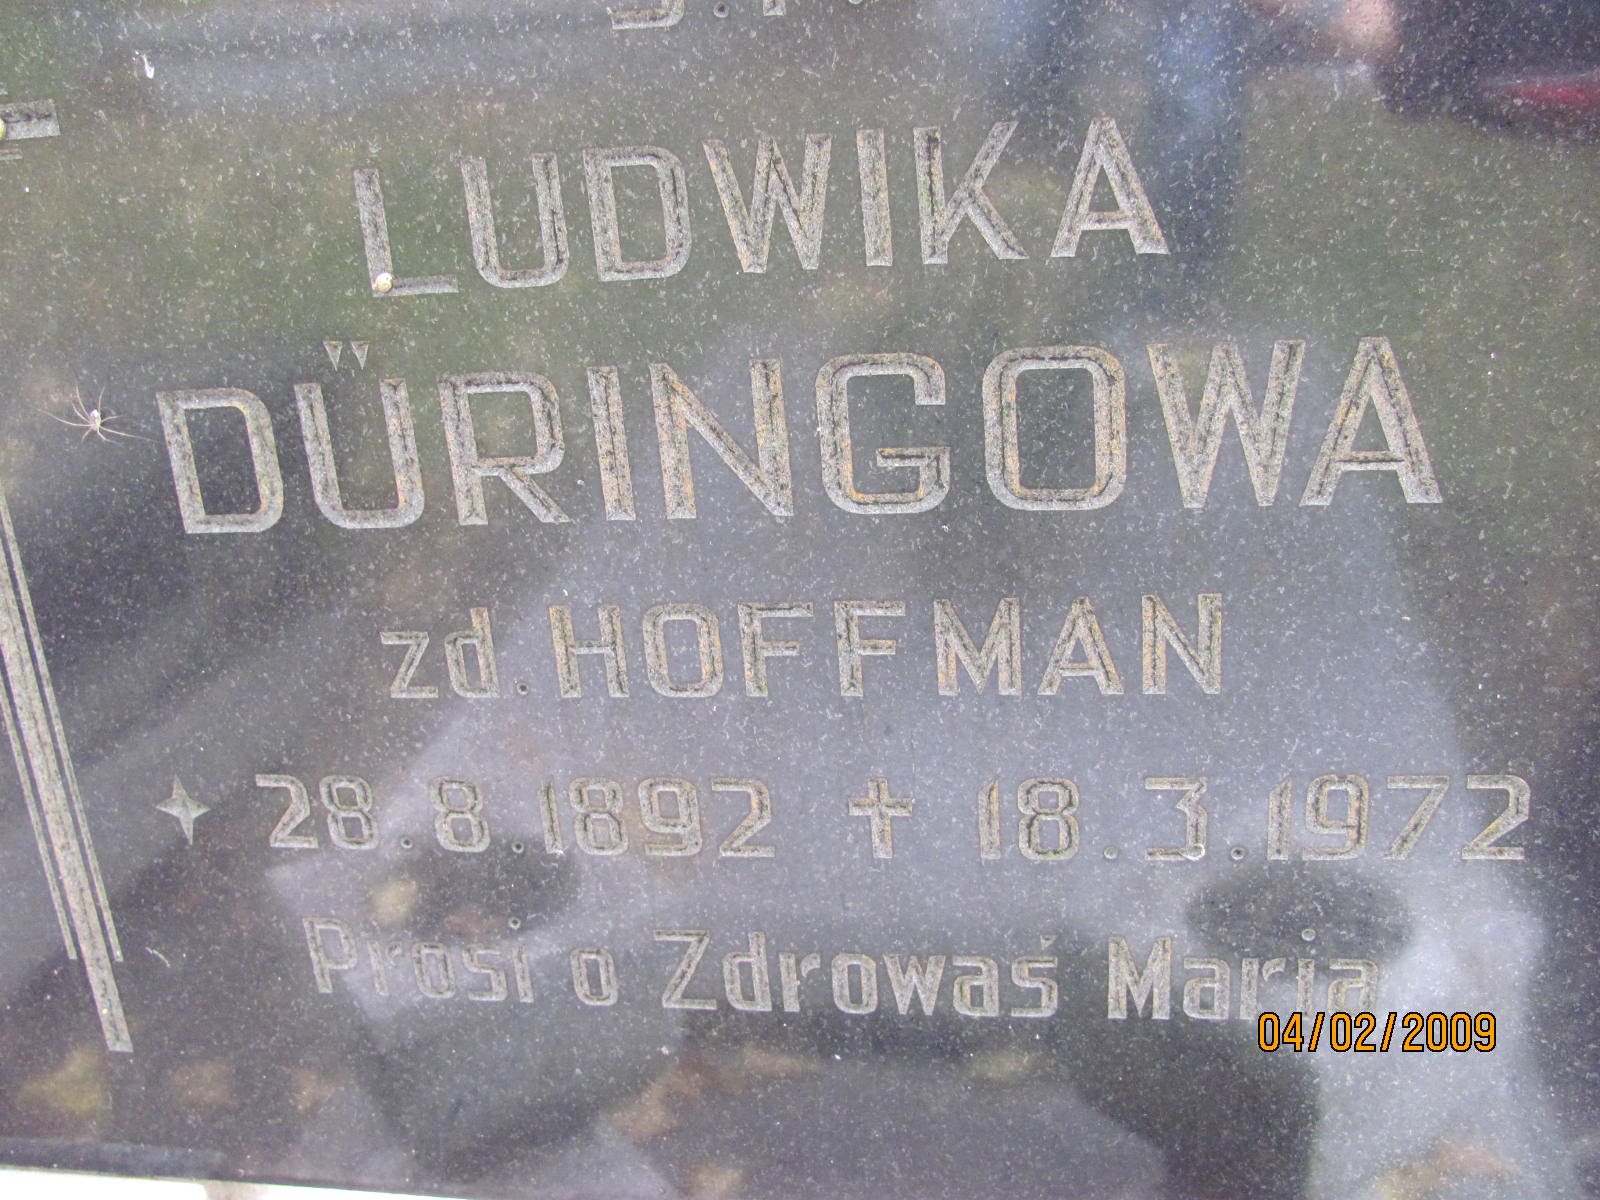 Ś.P.
LUDWIKA
DÜRINGOWA
zd. HOFFMAN
28.8.1892 ✝ 18.3.1972
Prosi o Zdrowaś Maria
04/02/2009